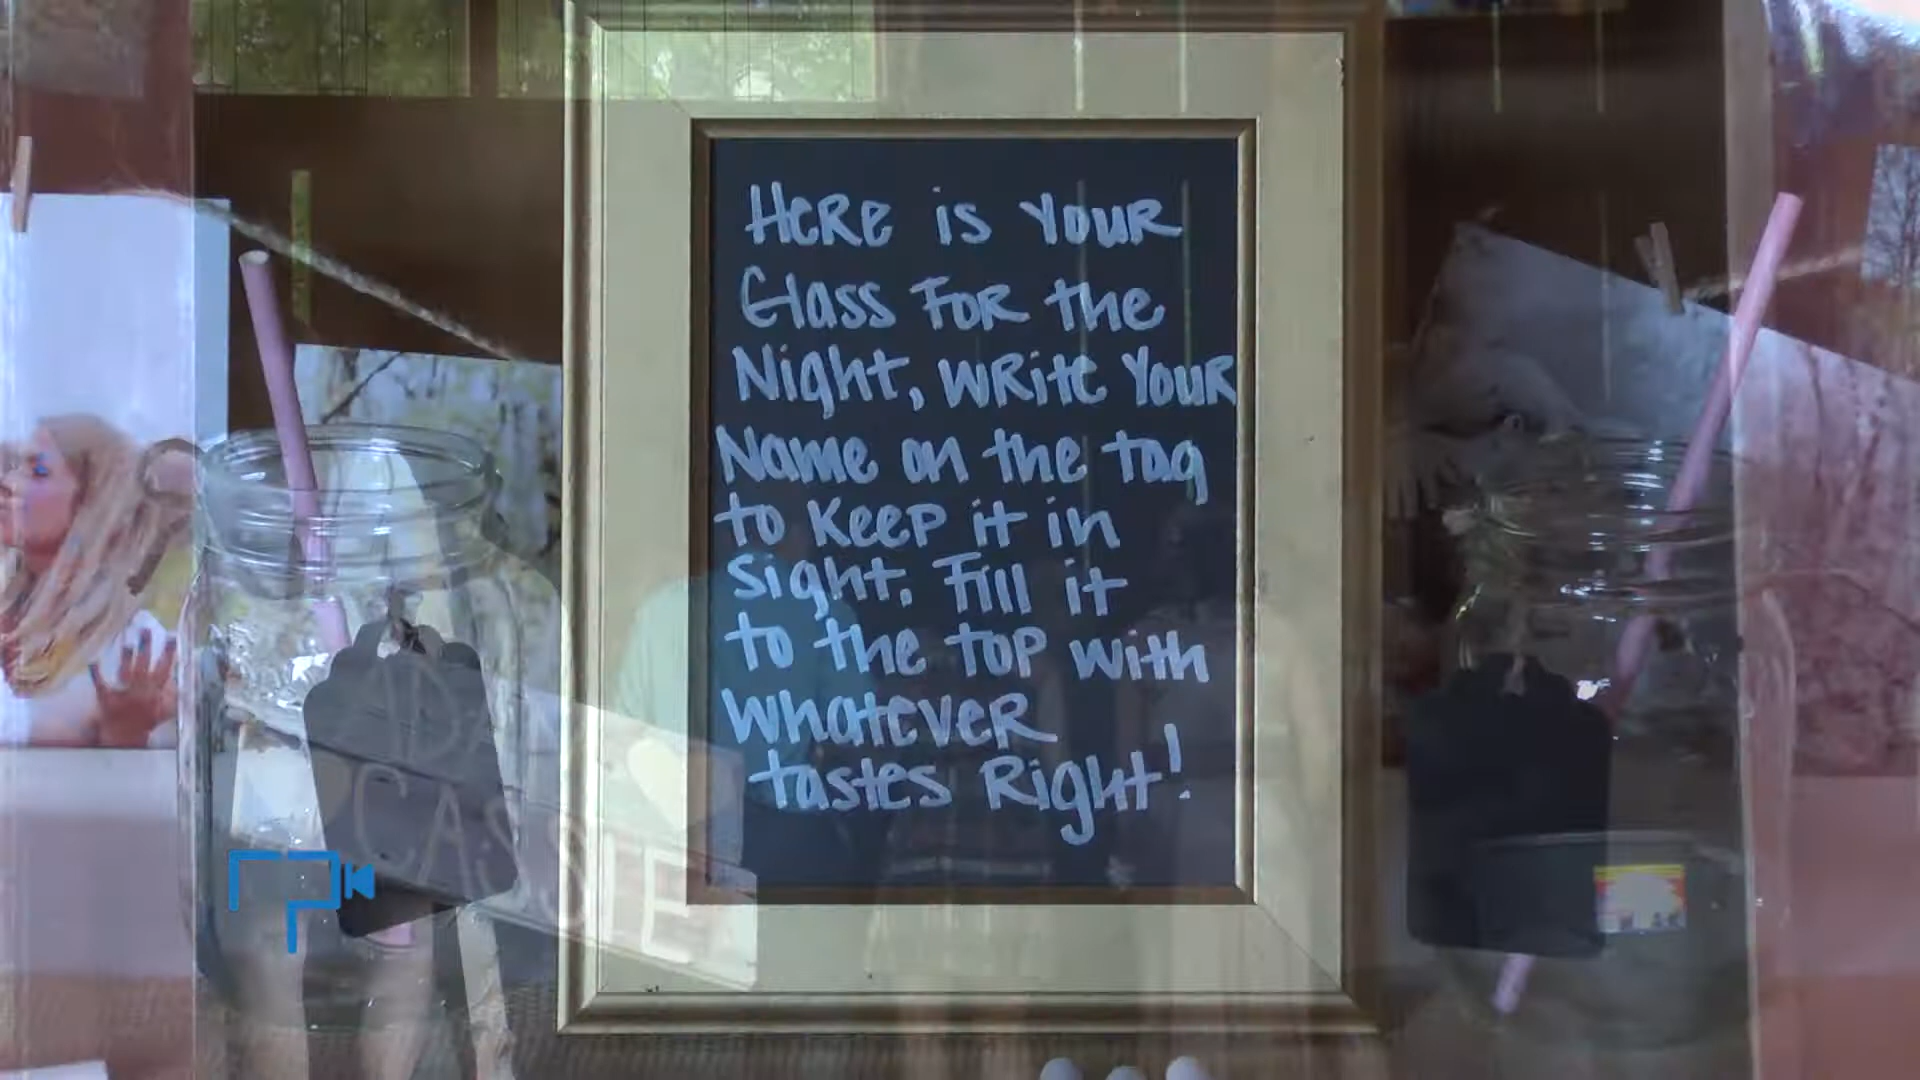 Here is Your
Glass For the
Night, Write Your
Name on the tag
to Keep it in
Sight. Fill it
to the top with
Whatever
tastes Right!
CASSIE